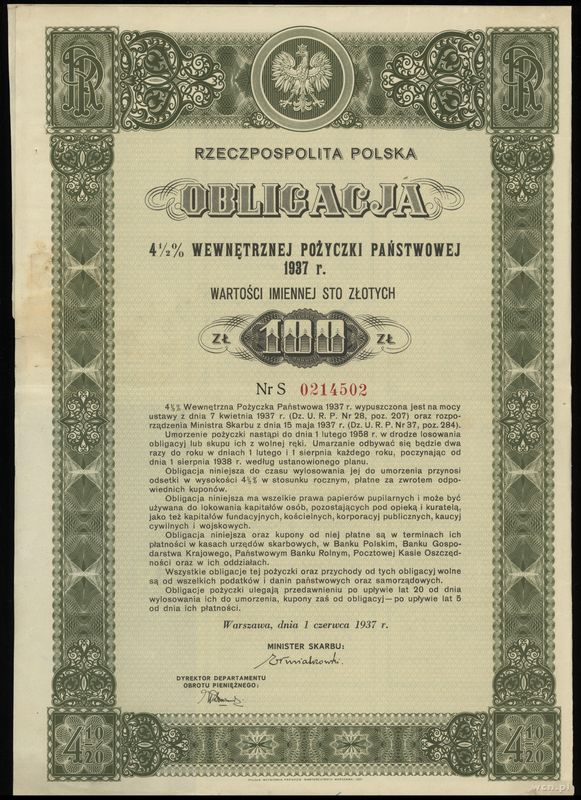 RP RP
RZECZPOSPOLITA POLSKA
OBLIGACJA
4½% WEWNĘTRZNEJ POŻYCZKI PAŃSTWOWEJ
1937 r.
WARTOŚCI IMIENNEJ STO ZŁOTYCH
ZŁ 100 ZŁ
Nr S 0214502
4½% Wewnętrzna Pożyczka Państwowa 1937 r. wypuszczona jest na mocy
ustawy z dnia 7 kwietnia 1937 r. (Dz. U. R. P. Nr 28, poz. 207) oraz rozpo-
rządzenia Ministra Skarbu z dnia 15 maja 1937 r. (Dz. U. R. P. Nr 37, poz. 284).
Umorzenie pożyczki nastąpi do dnia 1 lutego 1958 r. w drodze losowania
obligacyj lub skupu ich z wolnej ręki. Umarzanie odbywać się będzie dwa
razy do roku w dniach 1 lutego i 1 sierpnia każdego roku, poczynając od
dnia 1 sierpnia 1938 r. według ustanowionego planu.
Obligacja niniejsza do czasu wylosowania jej do umorzenia przynosi
odsetki w wysokości 4½% w stosunku rocznym, płatne za zwrotem odpo-
wiednich kuponów.
Obligacja niniejsza ma wszelkie prawa papierów pupilarnych i może być
używana do lokowania kapitałów osób, pozostających pod opieką i kuratelą,
jako też kapitałów fundacyjnych, kościelnych, korporacyj publicznych, kaucyj
cywilnych i wojskowych.
Obligacja niniejsza oraz kupony od niej płatne są w terminach ich
płatności w kasach urzędów skarbowych, w Banku Polskim, Banku Gospo-
darstwa Krajowego, Państwowym Banku Rolnym, Pocztowej Kasie Oszczęd-
ności oraz w ich oddziałach.
Wszystkie obligacje tej pożyczki oraz przychody od tych obligacyj wolne
są od wszelkich podatków i danin państwowych oraz samorządowych.
Obligacje pożyczki ulegają przedawnieniu po upływie lat 20 od dnia
wylosowania ich do umorzenia, kupony zaś od obligacyj—po upływie lat 5
od dnia ich płatności.
Warszawa, dnia 1 czerwca 1937 r.
MINISTER SKARBU:
DYREKTOR DEPARTAMENTU
OBROTU PIENIĘŻNEGO:
4 10/20 4 10/20
wcn.pl